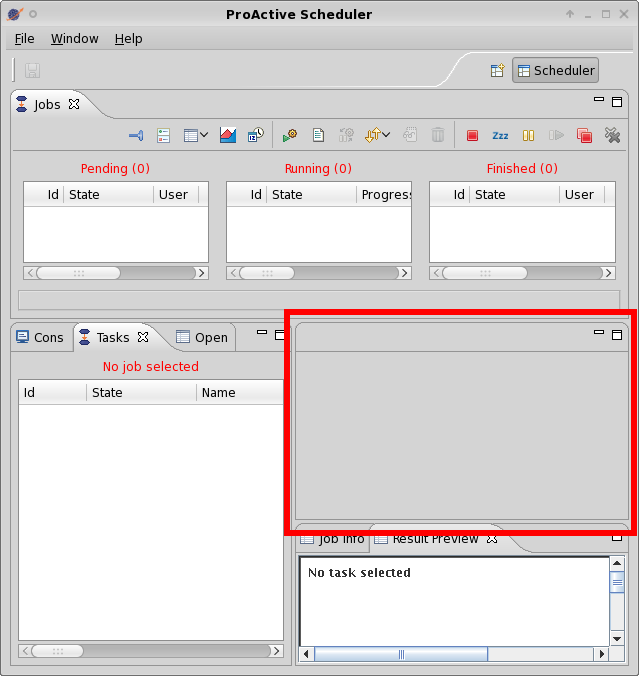 ProActive Scheduler
File Window Help
Scheduler
Jobs
Zzz
Pending (0) Running (0) Finished (0)
Id State User Id State Progress Id State User
Cons Tasks Open
No job selected
Id State Name
Job Info Result Preview
No task selected